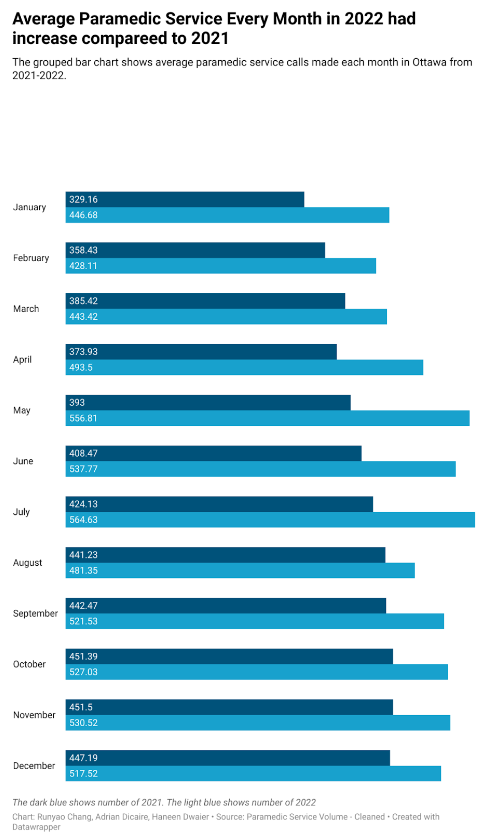 Average Paramedic Service Every Month in 2022 had
increase compareed to 2021
The grouped bar chart shows average paramedic service calls made each month in Ottawa from
2021-2022.
January
329.16
446.68
February
358.43
428.11
March
385.42
443.42
April
373.93
493.5
May
393
556.81
June
408.47
537.77
July
424.13
564.63
August
441.23
481.35
September
442.47
521.53
October
451.39
527.03
November
451.5
530.52
December
447.19
517.52
The dark blue shows number of 2021. The light blue shows number of 2022
Chart: Runyao Chang, Adrian Dicaire, Haneen Dwaier • Source: Paramedic Service Volume - Cleaned • Created with
Datawrapper